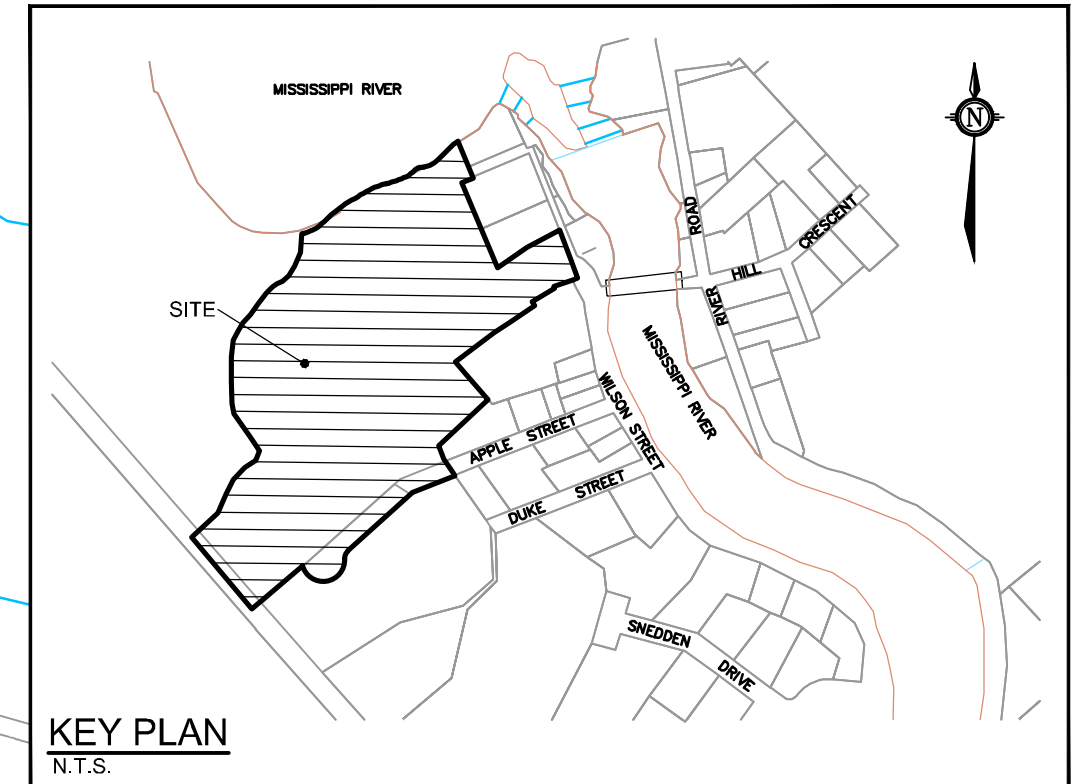 MISSISSIPPI RIVER
N
ROAD
CRESCENT
HILL
RIVER
SITE
MISSISSIPPI RIVER
WILSON STREET
APPLE STREET
DUKE STREET
SNEDDEN DRIVE
KEY PLAN
N.T.S.